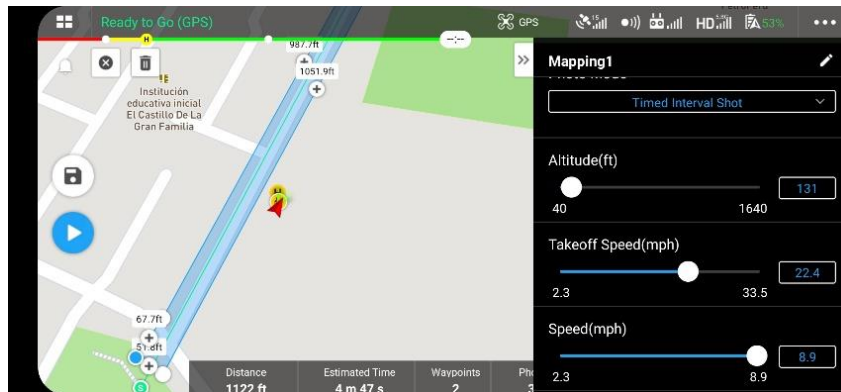 Ready to Go (GPS)
GPS
15
HD
53%
H
--:--
987.7ft
1051.9ft
Institución
educativa inicial
El Castillo De La
Gran Familia
H
67.7ft
S
Distance
Estimated Time
Waypoints
1122 ft
4 m 47 s
2
Mapping1
Timed Interval Shot
Altitude(ft)
131
40
1640
Takeoff Speed(mph)
22.4
2.3
33.5
Speed(mph)
8.9
2.3
8.9